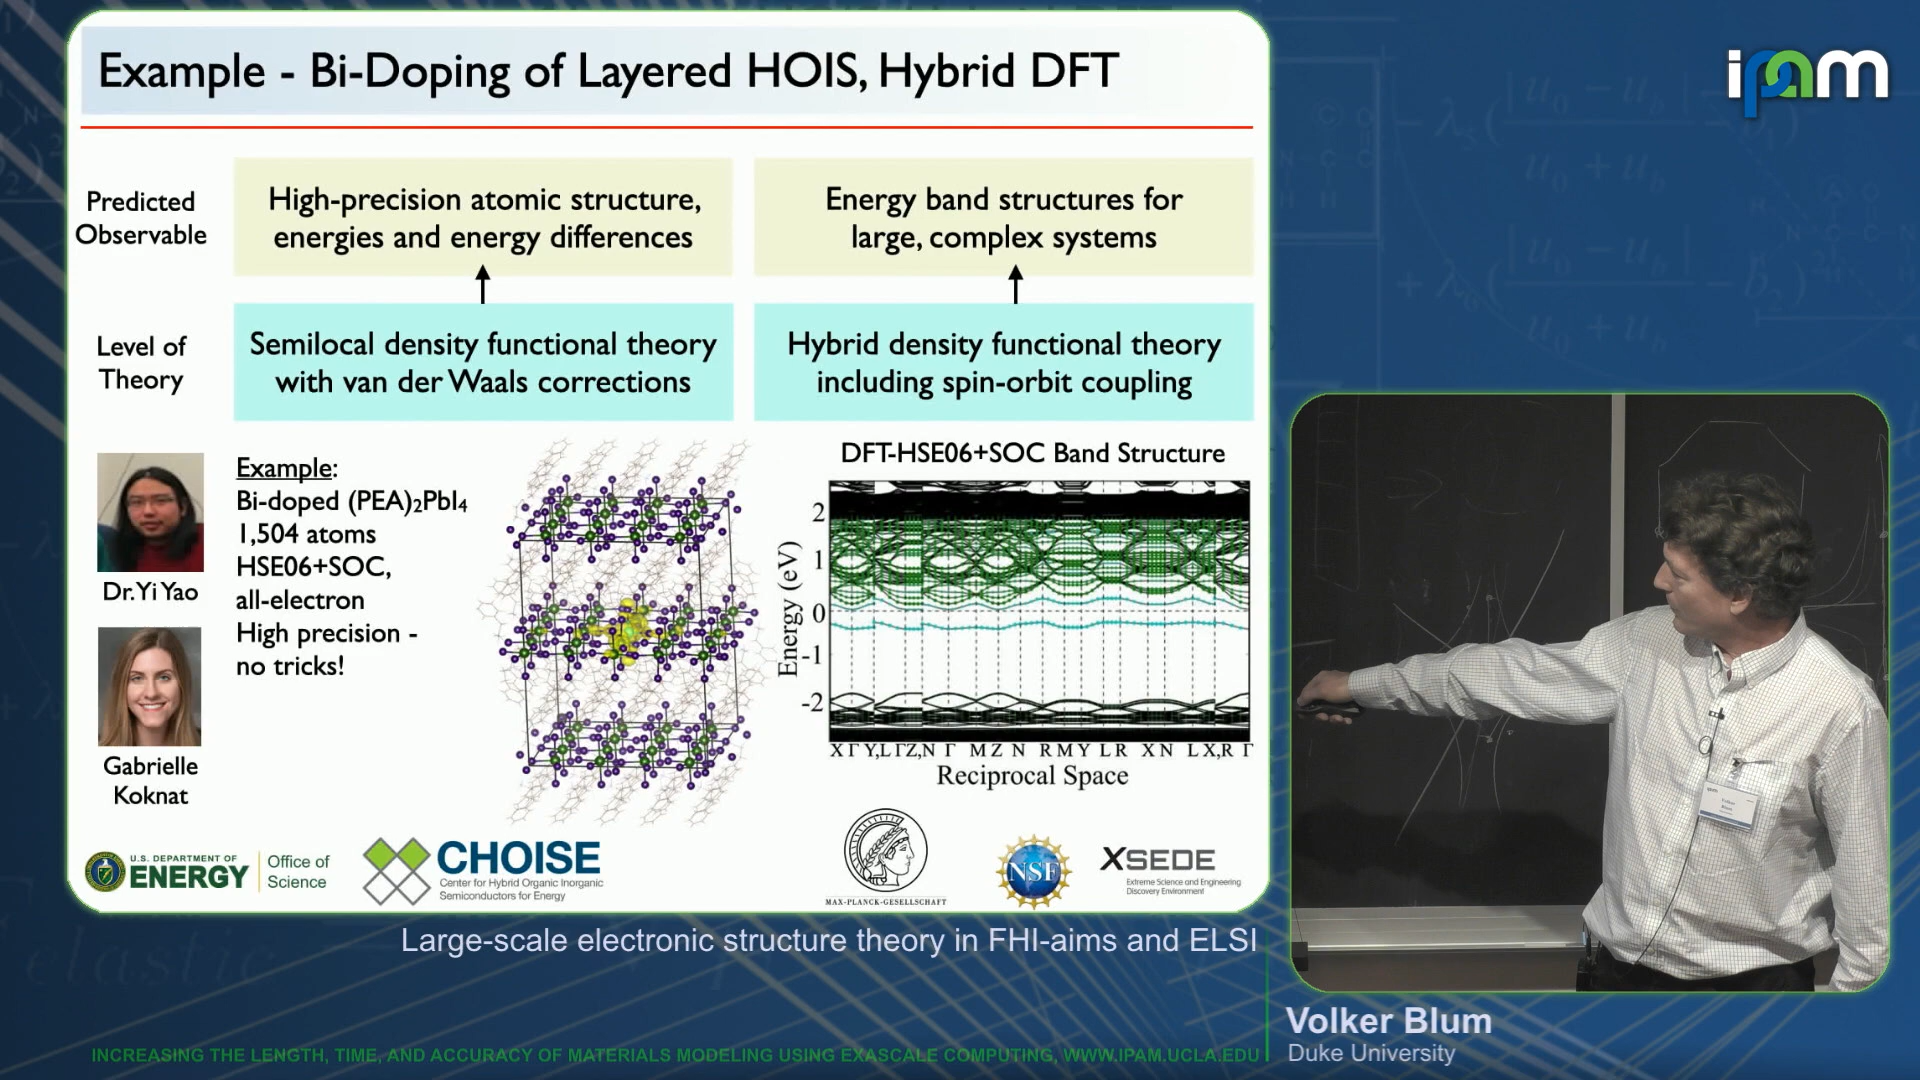 Example - Bi-Doping of Layered HOIS, Hybrid DFT
Predicted
Observable
High-precision atomic structure,
energies and energy differences
Energy band structures for
large, complex systems
Level of
Theory
Semilocal density functional theory
with van der Waals corrections
Hybrid density functional theory
including spin-orbit coupling
Dr. Yi Yao
Gabrielle
Koknat
Example:
Bi-doped (PEA)₂PbI₄
1,504 atoms
HSE06+SOC,
all-electron
High precision -
no tricks!
DFT-HSE06+SOC Band Structure
Energy (eV)
2
1
0
-1
-2
X Γ Y,L Γ Z,N Γ M Z N R M Y L R X N L X,R Γ
Reciprocal Space
U.S. DEPARTMENT OF
ENERGY
Office of
Science
CHOISE
Center for Hybrid Organic Inorganic
Semiconductors for Energy
MAX-PLANCK-GESELLSCHAFT
NSF
XSEDE
Extreme Science and Engineering
Discovery Environment
ipam
Large-scale electronic structure theory in FHI-aims and ELSI
Volker Blum
Duke University
INCREASING THE LENGTH, TIME, AND ACCURACY OF MATERIALS MODELING USING EXASCALE COMPUTING, WWW.IPAM.UCLA.EDU